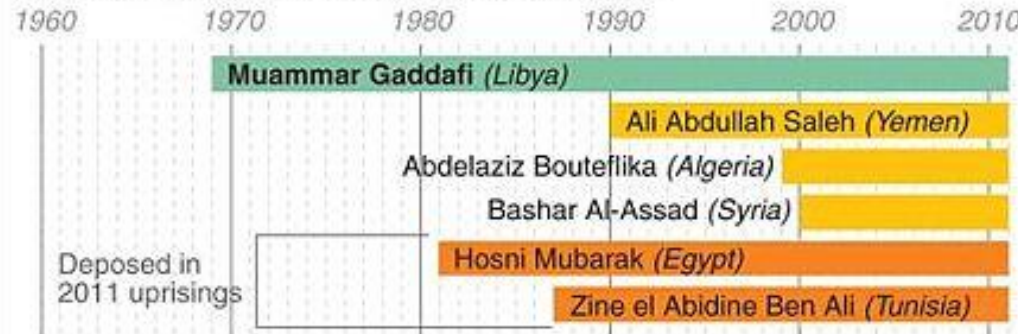 1960 1970 1980 1990 2000 2010
Muammar Gaddafi (Libya)
Ali Abdullah Saleh (Yemen)
Abdelaziz Bouteflika (Algeria)
Bashar Al-Assad (Syria)
Hosni Mubarak (Egypt)
Deposed in
2011 uprisings
Zine el Abidine Ben Ali (Tunisia)